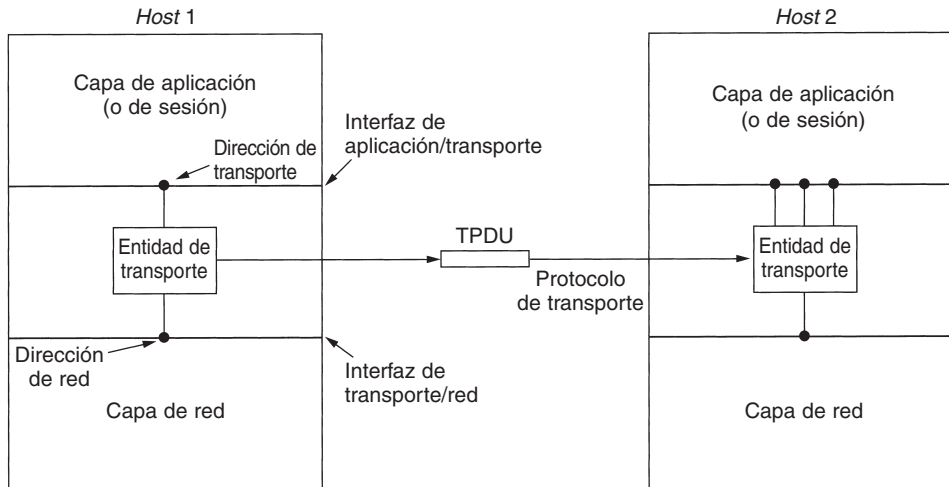 Host 1
Host 2
Capa de aplicación
(o de sesión)
Capa de aplicación
(o de sesión)
Dirección de
transporte
Interfaz de
aplicación/transporte
Entidad de
transporte
TPDU
Protocolo
de transporte
Entidad de
transporte
Dirección
de red
Interfaz de
transporte/red
Capa de red
Capa de red